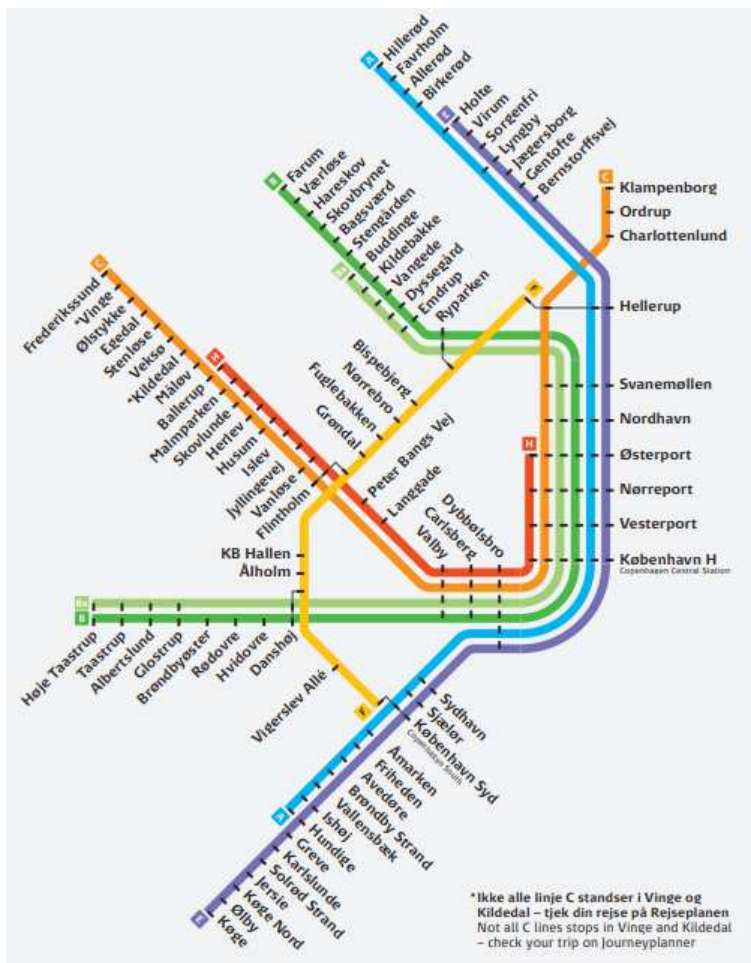 A
Hillerød
Favrholm
Allerød
Birkerød
E
Holte
Virum
Sorgenfri
Lyngby
Jægersborg
Gentofte
Bernstorffsvej
C
Klampenborg
Ordrup
Charlottenlund
Hellerup
Svanemøllen
Nordhavn
H
Østerport
Nørreport
Vesterport
København H
Copenhagen Central Station
B
Farum
Værløse
Hareskov
Skovbrynet
Bagsværd
Stengården
Buddinge
Kildebakke
Vangede
Dyssegård
Emdrup
Ryparken
F
Bispebjerg
Nørrebro
Fuglebakken
Grøndal
C
Frederikssund
*Vinge
Ølstykke
Egedal
Stenløse
Veksø
*Kildedal
Måløv
H
Ballerup
Malmparken
Skovlunde
Herlev
Husum
Islev
Jyllingevej
Vanløse
Flintholm
Peter Bangs Vej
Langgade
Valby
Carlsberg
Dybbølsbro
KB Hallen
Ålholm
Bx
B
Høje Taastrup
Taastrup
Albertslund
Glostrup
Brøndbyøster
Rødovre
Hvidovre
Danshøj
Vigerslev Allé
F
Sydhavn
Sjælør
København Syd
Copenhagen South
Åmarken
Friheden
Avedøre
Brøndby Strand
Vallensbæk
A
Ishøj
Hundige
Greve
Karlslunde
Solrød Strand
Jersie
Køge Nord
Ølby
Køge
E
*Ikke alle linje C standser i Vinge og
Kildedal – tjek din rejse på Rejseplanen
Not all C lines stops in Vinge and Kildedal
– check your trip on Journeyplanner